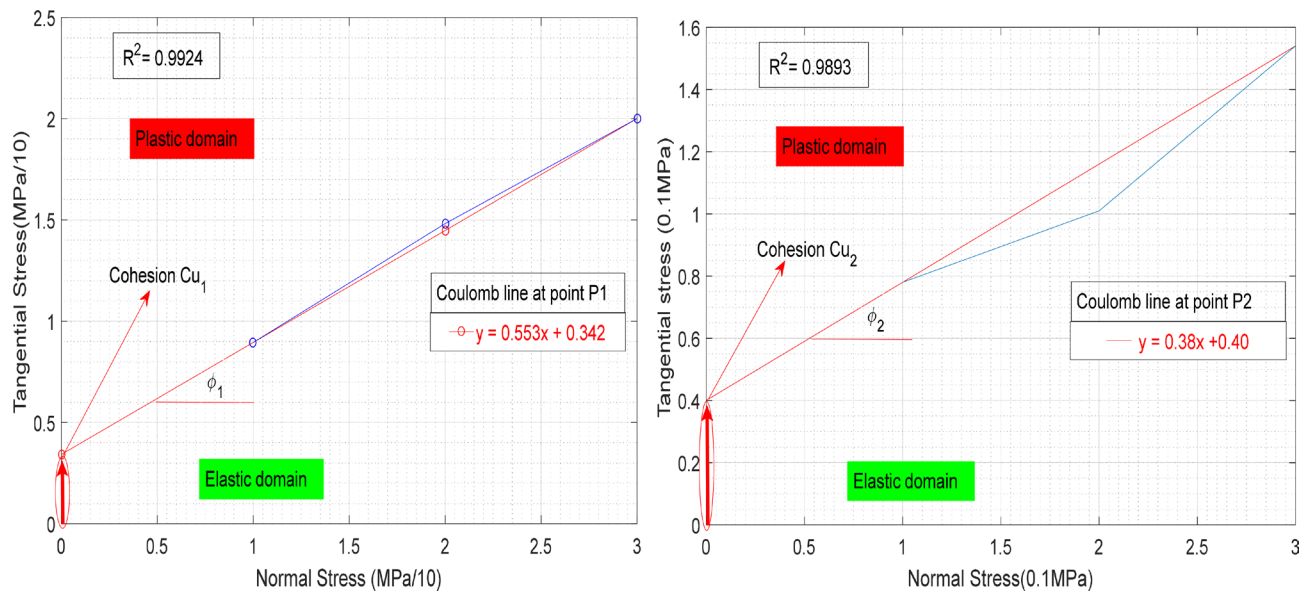 2.5
R²= 0.9924
2
Plastic domain
1.5
Cohesion Cu₁
Coulomb line at point P1
y = 0.553x + 0.342
1
ϕ₁
0.5
Elastic domain
0
0 0.5 1 1.5 2 2.5 3
Normal Stress (MPa/10)
Tangential Stress(MPa/10)
1.6
R²= 0.9893
1.4
1.2
Plastic domain
1
Cohesion Cu₂
0.8
Coulomb line at point P2
y = 0.38x +0.40
ϕ₂
0.6
0.4
0.2
Elastic domain
0
0 0.5 1 1.5 2 2.5 3
Normal Stress(0.1MPa)
Tangential stress (0.1MPa)